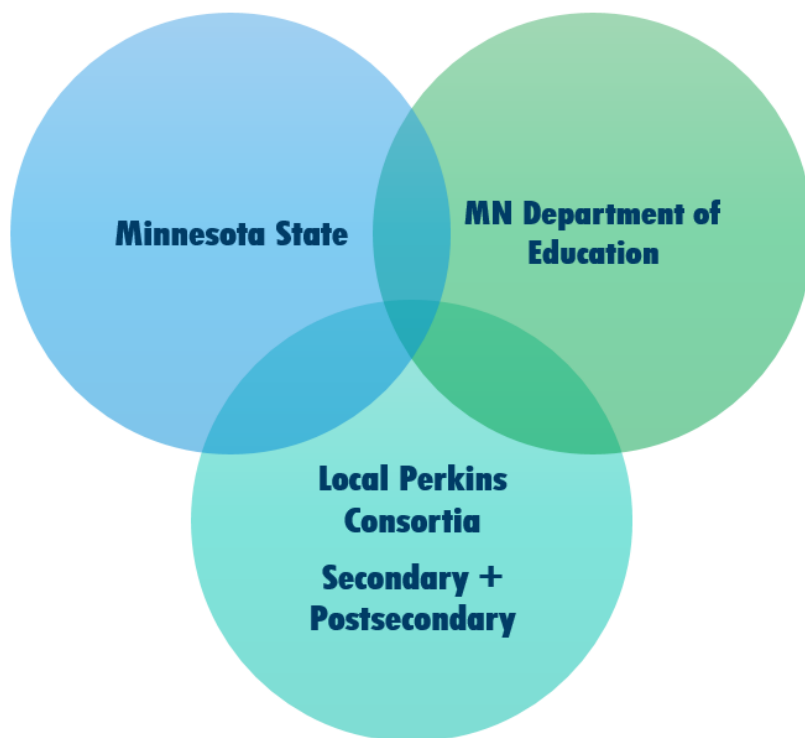 Minnesota State
MN Department of
Education
Local Perkins
Consortia
Secondary +
Postsecondary